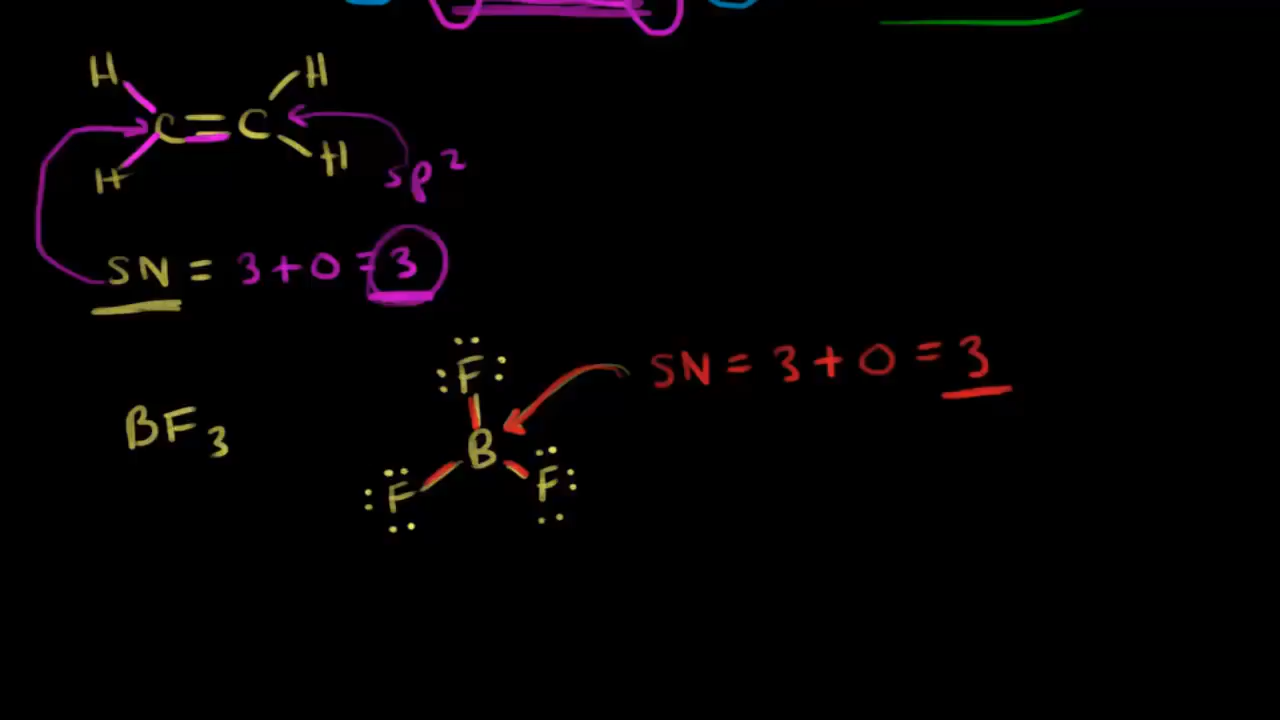 H H
C=C
H H
sp²
SN = 3+0=3
F
SN = 3+0=3
BF₃
B
F F